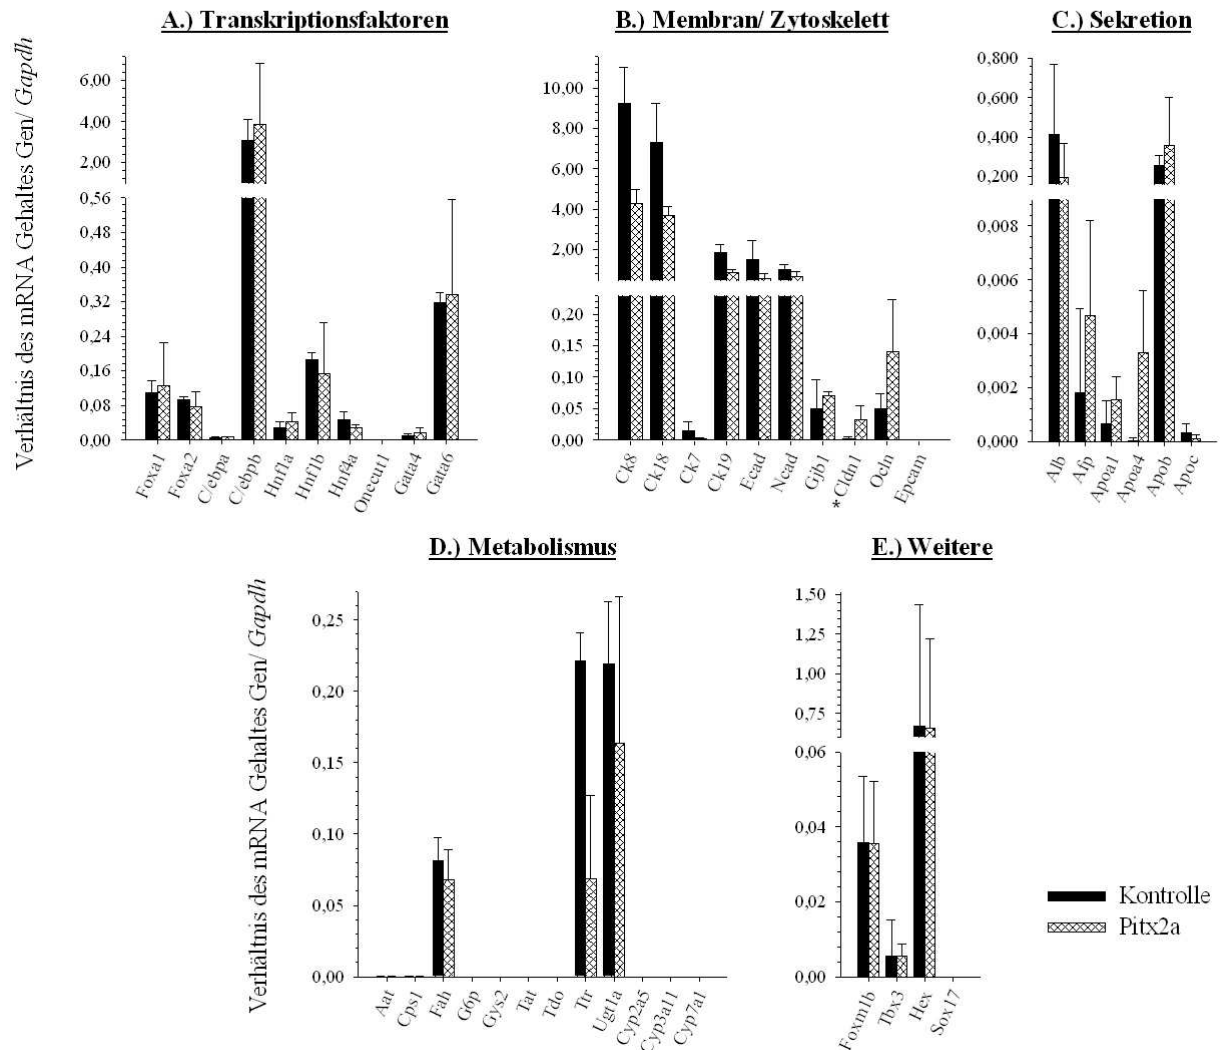 A.) Transkriptionsfaktoren
B.) Membran/ Zytoskelett
C.) Sekretion
Verhältnis des mRNA Gehaltes Gen/ Gapdh
6,00
4,00
2,00
0,56
0,48
0,40
0,32
0,24
0,16
0,08
0,00
Foxa1
Foxa2
C/ebpa
C/ebpb
Hnf1a
Hnf1b
Hnf4a
Onecut1
Gata4
Gata6
10,00
8,00
6,00
4,00
2,00
0,20
0,15
0,10
0,05
0,00
Ck8
Ck18
Ck7
Ck19
Ecad
Ncad
Gjb1
*Cldn1
Ocln
Epcam
0,800
0,600
0,400
0,200
0,008
0,006
0,004
0,002
0,000
Alb
Afp
Apoa1
Apoa4
Apob
Apoc
D.) Metabolismus
E.) Weitere
Verhältnis des mRNA Gehaltes Gen/ Gapdh
0,25
0,20
0,15
0,10
0,05
0,00
Aat
Cps1
Fah
G6p
Gys2
Tat
Tdo
Ttr
Ugt1a
Cyp2a5
Cyp3a11
Cyp7a1
1,50
1,25
1,00
0,75
0,06
0,04
0,02
0,00
Foxm1b
Tbx3
Hex
Sox17
Kontrolle
Pitx2a